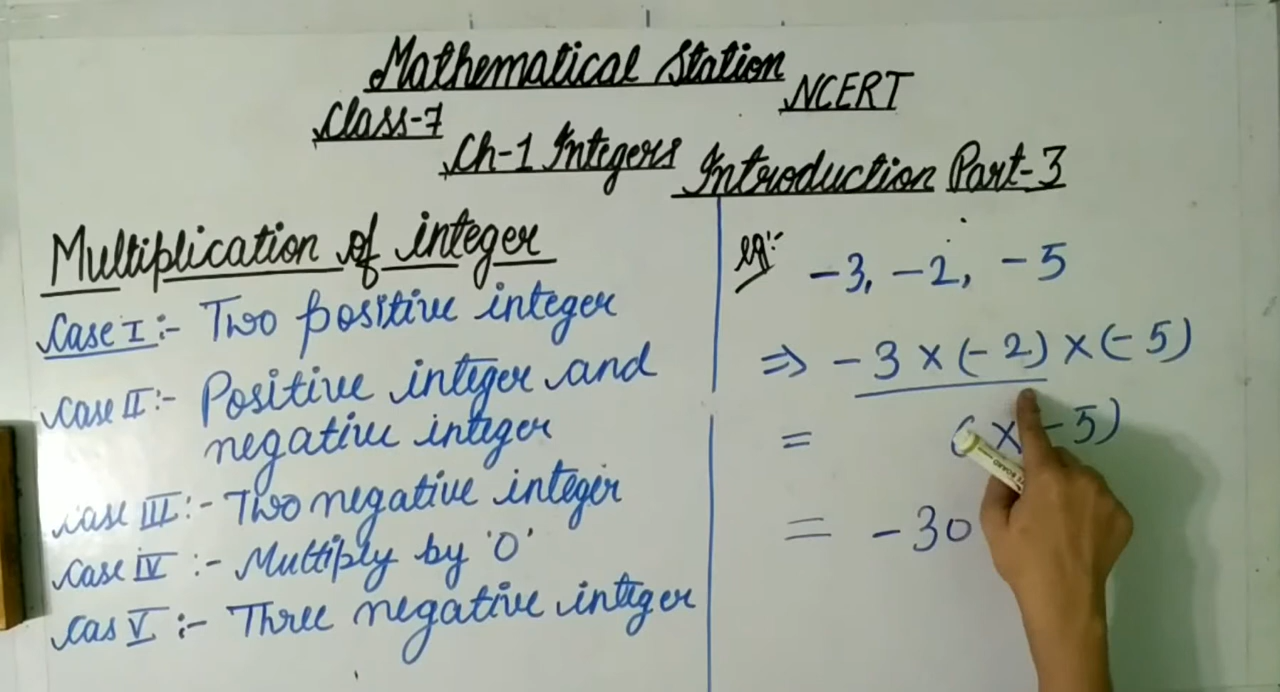 Mathematical Station
NCERT
Class-7
Ch-1 Integers
Introduction Part-3
Multiplication of integer
Case I :- Two positive integer
Case II :- Positive integer and
negative integer
Case III :- Two negative integer
Case IV :- Multiply by '0'
Cas V :- Three negative integer
eg:-
-3, -2, -5
⇒ -3 × (-2) × (-5)
= × -5)
= -30